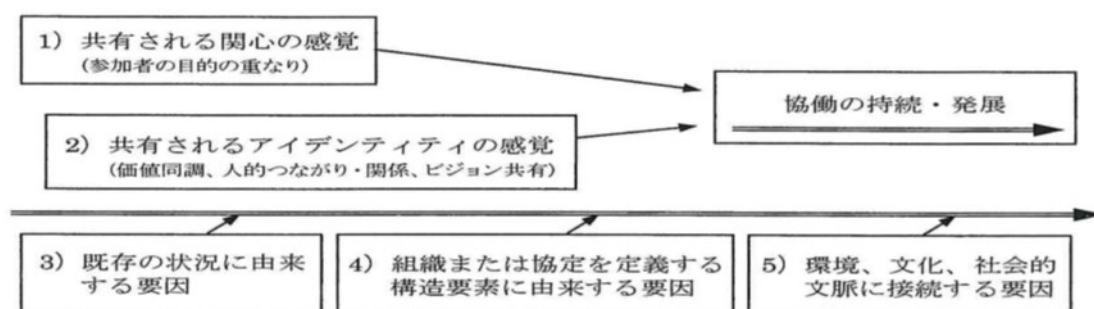 1) 共有される関心の感覚
(参加者の目的の重なり)
協働の持続・発展
2) 共有されるアイデンティティの感覚
(価値同調、人的つながり・関係、ビジョン共有)
3) 既存の状況に由来
する要因
4) 組織または協定を定義する
構造要素に由来する要因
5) 環境、文化、社会的
文脈に接続する要因